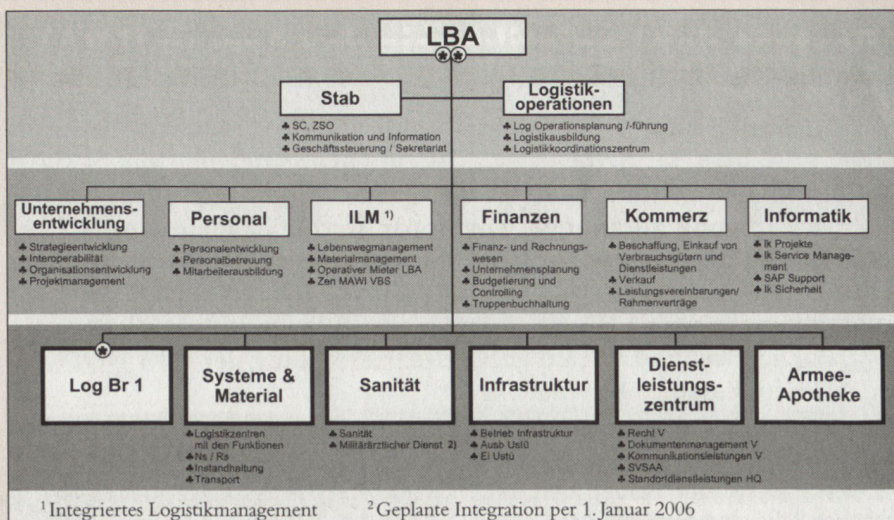 LBA
Stab
Logistik-
operationen
♣ SC, ZSO
♣ Kommunikation und Information
♣ Geschäftssteuerung / Sekretariat
♣ Log Operationsplanung /-führung
♣ Logistikausbildung
♣ Logistikkoordinationszentrum
Unternehmens-
entwicklung
♣ Strategieentwicklung
♣ Interoperabilität
♣ Organisationsentwicklung
♣ Projektmanagement
Personal
♣ Personalentwicklung
♣ Personalbetreuung
♣ Mitarbeiterausbildung
ILM 1)
♣ Lebenswegmanagement
♣ Materialmanagement
♣ Operativer Mieter LBA
♣ Zen MAWI VBS
Finanzen
♣ Finanz- und Rechnungs-
wesen
♣ Unternehmensplanung
♣ Budgetierung und
Controlling
♣ Truppenbuchhaltung
Kommerz
♣ Beschaffung, Einkauf von
Verbrauchsgütern und
Dienstleistungen
♣ Verkauf
♣ Leistungsvereinbarungen/
Rahmenverträge
Informatik
♣ Ik Projekte
♣ Ik Service Manage-
ment
♣ SAP Support
♣ Ik Sicherheit
Log Br 1
Systeme &
Material
♣ Logistikzentren
mit den Funktionen
♣ Ns / Rs
♣ Instandhaltung
♣ Transport
Sanität
♣ Sanität
♣ Militärärztlicher Dienst 2)
Infrastruktur
♣ Betrieb Infrastruktur
♣ Ausb Ustü
♣ Ei Ustü
Dienst-
leistungs-
zentrum
♣ Recht V
♣ Dokumentenmanagement V
♣ Kommunikationsleistungen V
♣ SVSAA
♣ Standortdienstleistungen HQ
Armee-
Apotheke
1 Integriertes Logistikmanagement
2 Geplante Integration per 1. Januar 2006